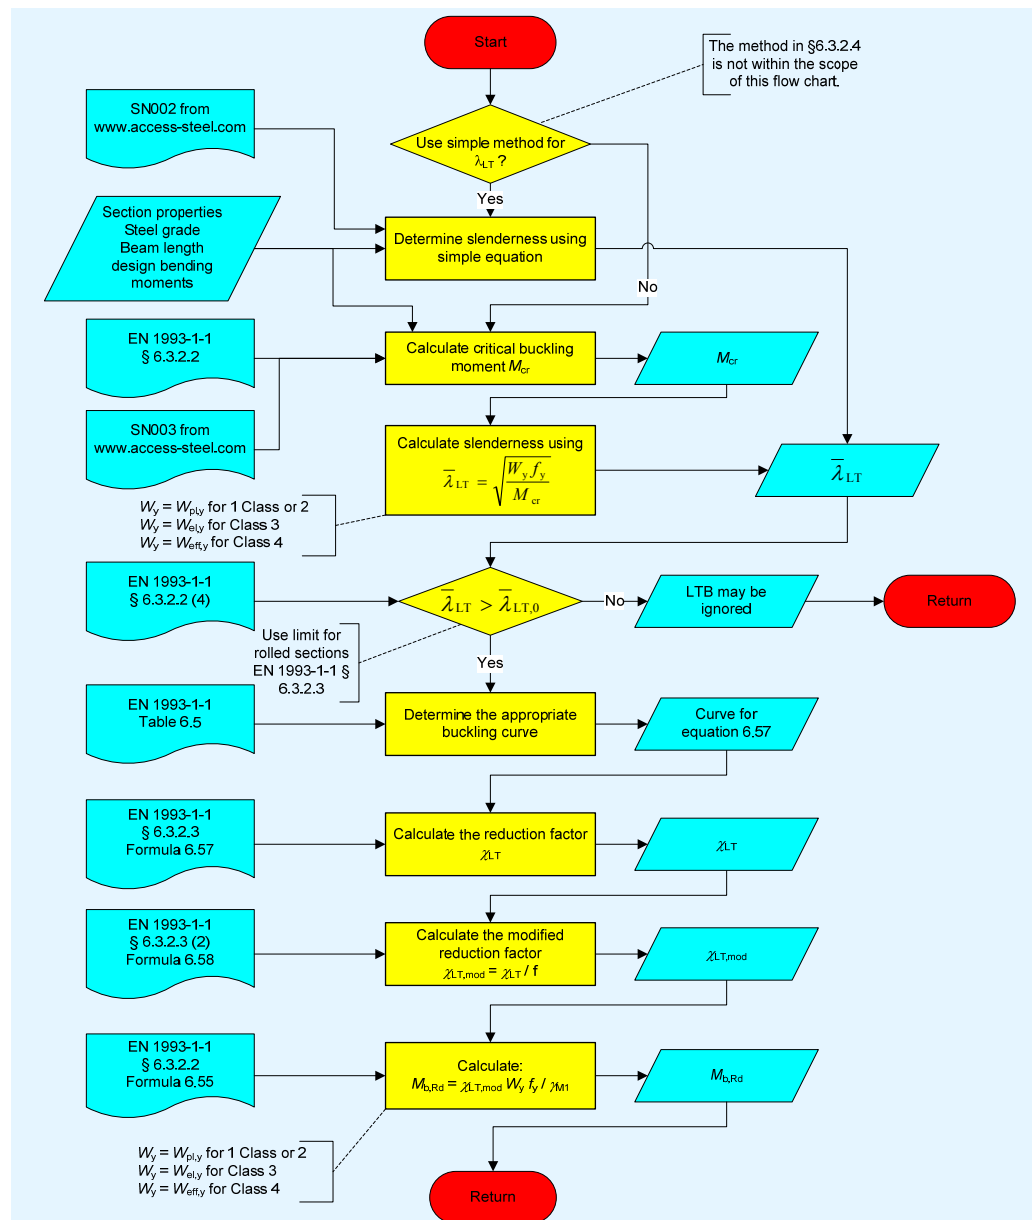 Start
The method in §6.3.2.4
is not within the scope
of this flow chart.
SN002 from
www.access-steel.com
Use simple method for
λLT ?
Yes
Section properties
Steel grade
Beam length
design bending
moments
Determine slenderness using
simple equation
No
EN 1993-1-1
§ 6.3.2.2
Calculate critical buckling
moment Mcr
Mcr
SN003 from
www.access-steel.com
Calculate slenderness using
λ̅LT = √(Wy fy / Mcr)
λ̅LT
Wy = Wpl,y for 1 Class or 2
Wy = Wel,y for Class 3
Wy = Weff,y for Class 4
EN 1993-1-1
§ 6.3.2.2 (4)
λ̅LT > λ̅LT,0
No
LTB may be
ignored
Return
Use limit for
rolled sections
EN 1993-1-1 §
6.3.2.3
Yes
EN 1993-1-1
Table 6.5
Determine the appropriate
buckling curve
Curve for
equation 6.57
EN 1993-1-1
§ 6.3.2.3
Formula 6.57
Calculate the reduction factor
χLT
χLT
EN 1993-1-1
§ 6.3.2.3 (2)
Formula 6.58
Calculate the modified
reduction factor
χLT,mod = χLT / f
χLT,mod
EN 1993-1-1
§ 6.3.2.2
Formula 6.55
Calculate:
Mb,Rd = χLT,mod Wy fy / γM1
Mb,Rd
Wy = Wpl,y for 1 Class or 2
Wy = Wel,y for Class 3
Wy = Weff,y for Class 4
Return